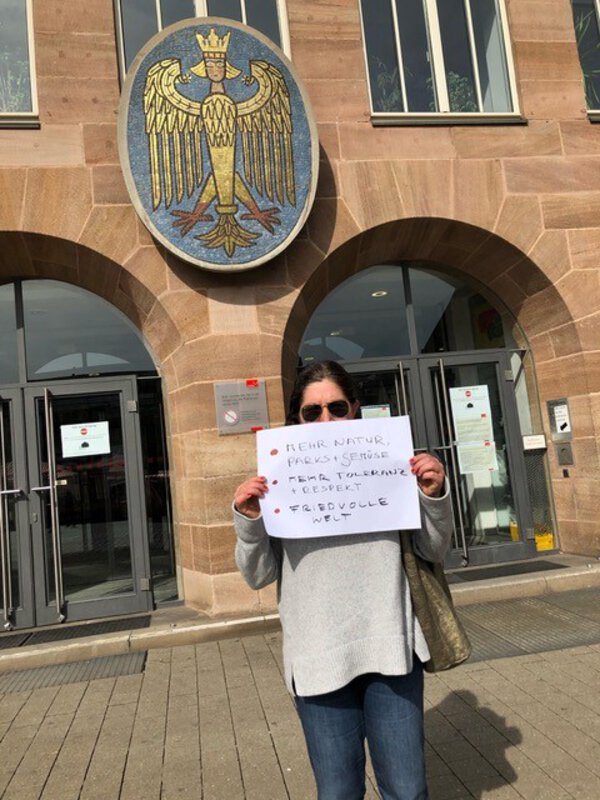 MEHR NATUR,
PARKS + GEMÜSE
MEHR TOLERANZ
+ RESPEKT
FRIEDVOLLE
WELT